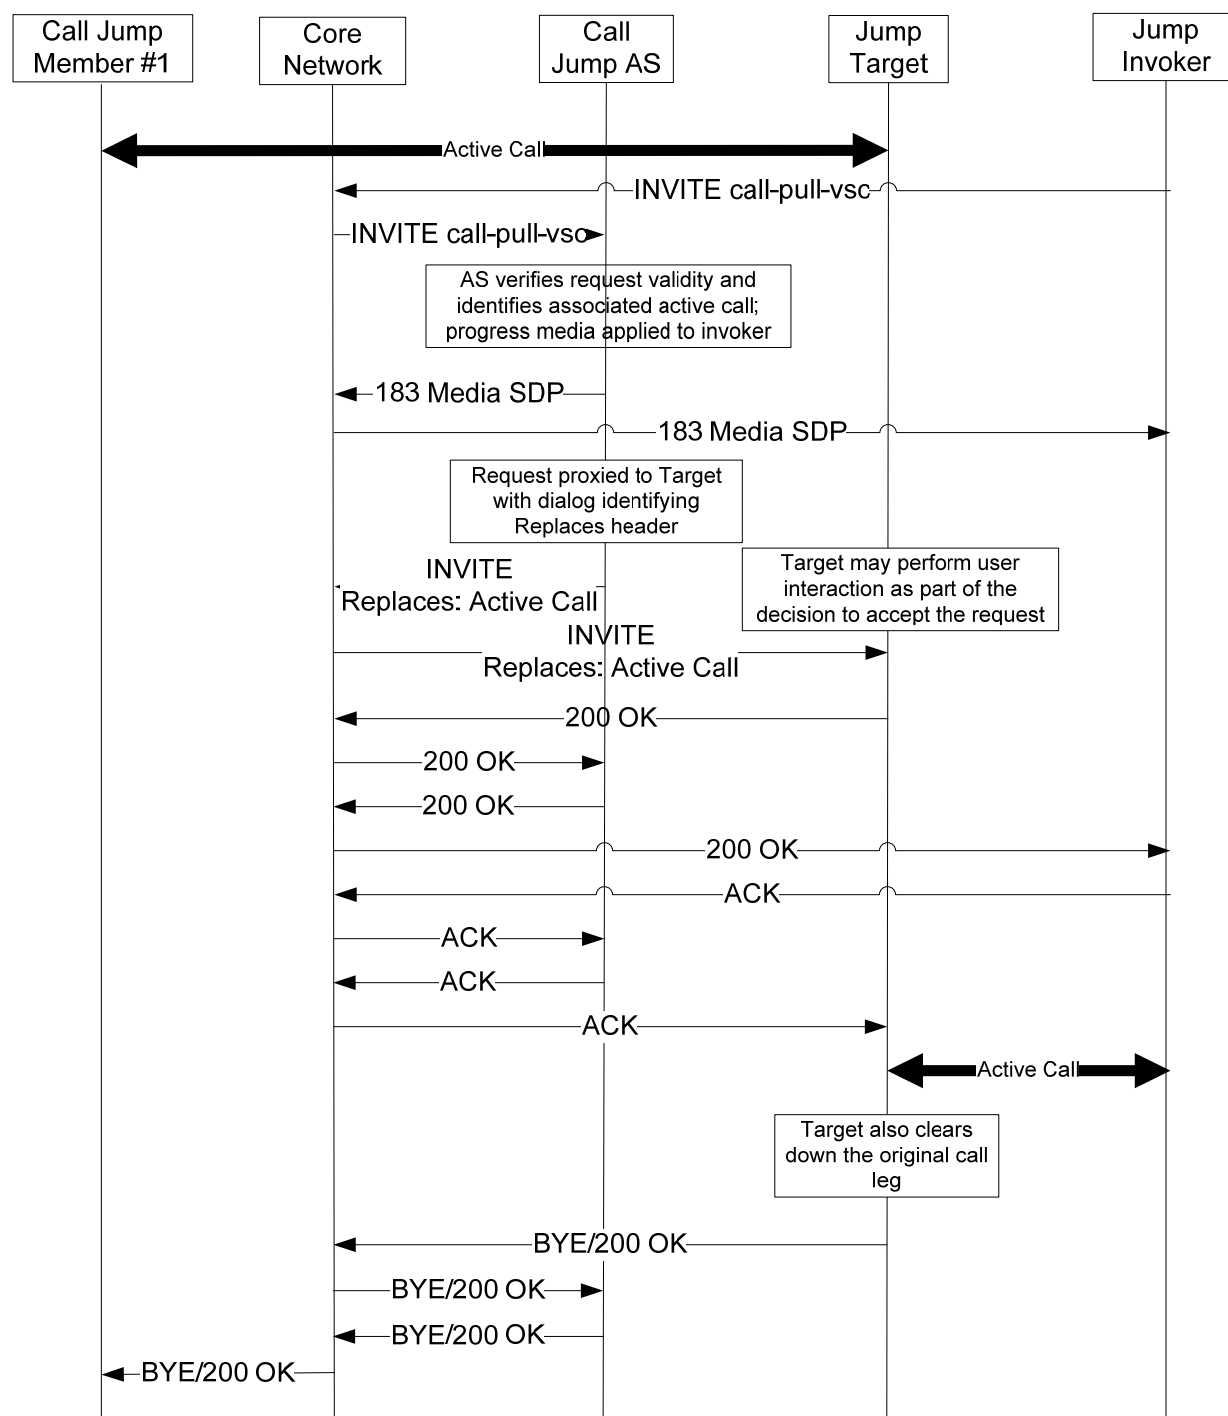 Call Jump
Member #1
Core
Network
Call
Jump AS
Jump
Target
Jump
Invoker
Active Call
INVITE call-pull-vsc
INVITE call-pull-vsc
AS verifies request validity and
identifies associated active call;
progress media applied to invoker
183 Media SDP
183 Media SDP
Request proxied to Target
with dialog identifying
Replaces header
Target may perform user
interaction as part of the
decision to accept the request
INVITE
Replaces: Active Call
INVITE
Replaces: Active Call
200 OK
200 OK
200 OK
200 OK
ACK
ACK
ACK
ACK
Active Call
Target also clears
down the original call
leg
BYE/200 OK
BYE/200 OK
BYE/200 OK
BYE/200 OK